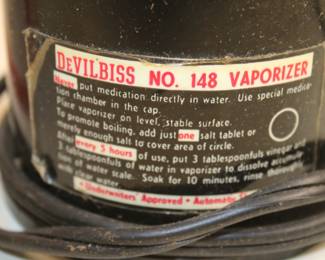 DEVILBISS NO. 148 VAPORIZER
Never put medication directly in water. Use special medica-
tion chamber in the cap.
Place vaporizer on level, stable surface.
To promote boiling, add just one salt tablet or
merely enough salt to cover area of circle.
After every 5 hours of use, put 3 tablespoonfuls vinegar and
3 tablespoonfuls of water in vaporizer to dissolve accumula-
tion of water scale. Soak for 10 minutes, rinse thoroughly
with clear water.
• Underwriters' Approved • Automatic